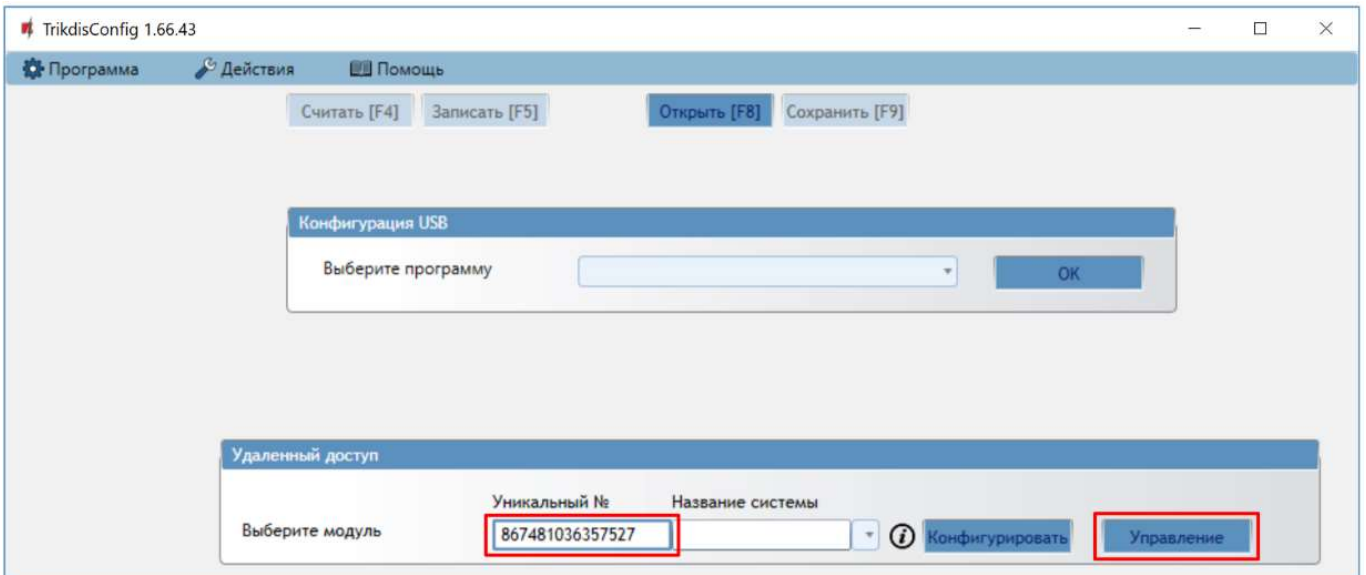 TrikdisConfig 1.66.43
Программа Действия Помощь
Считать [F4] Записать [F5] Открыть [F8] Сохранить [F9]
Конфигурация USB
Выберите программу OK
Удаленный доступ
Уникальный № Название системы
Выберите модуль 867481036357527 Конфигурировать Управление